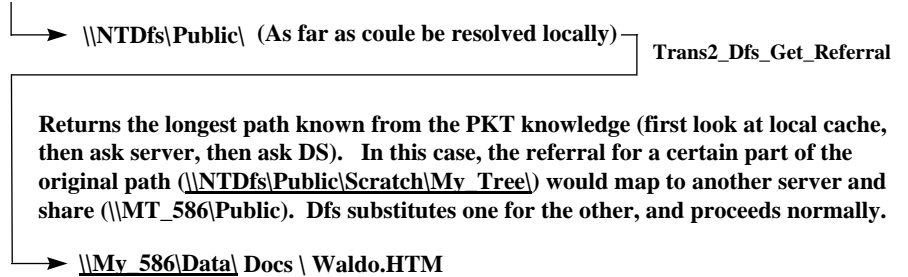 \\NTDfs\Public\ (As far as coule be resolved locally)
Trans2_Dfs_Get_Referral
Returns the longest path known from the PKT knowledge (first look at local cache,
then ask server, then ask DS). In this case, the referral for a certain part of the
original path (\\NTDfs\Public\Scratch\My_Tree\) would map to another server and
share (\\MT_586\Public). Dfs substitutes one for the other, and proceeds normally.
\\My_586\Data\ Docs \ Waldo.HTM